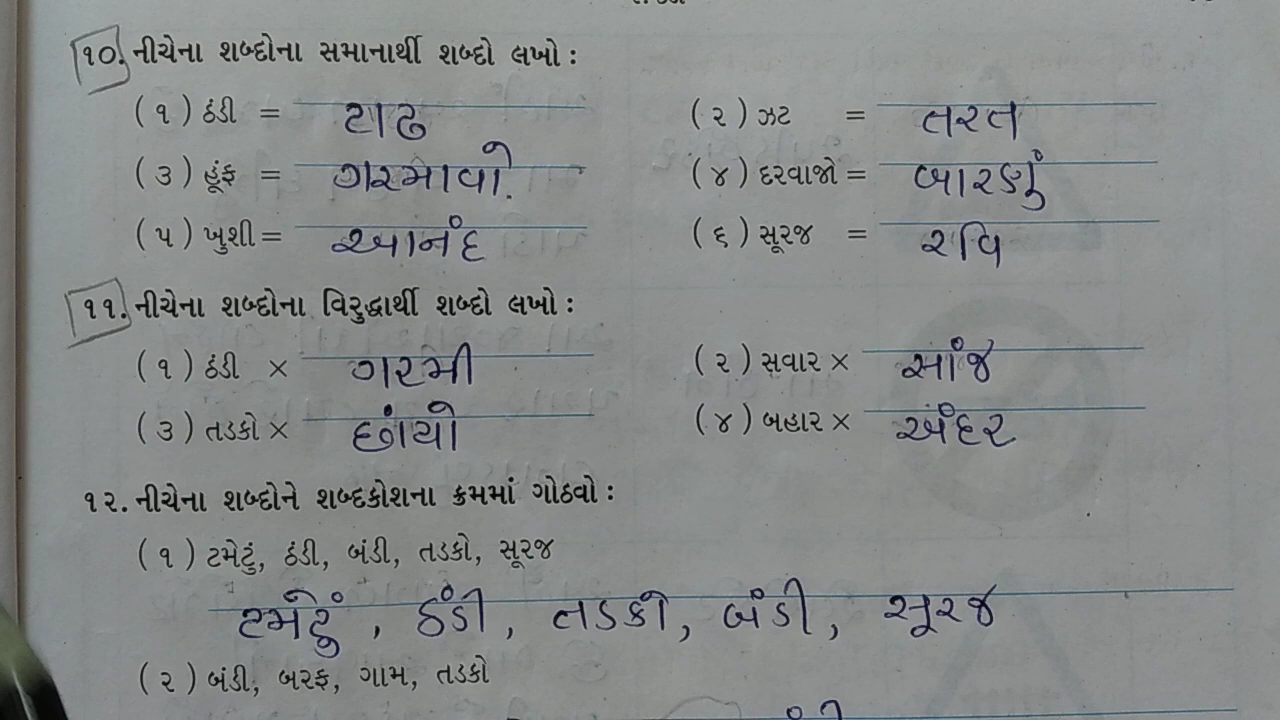 ૧૦. નીચેના શબ્દોના સમાનાર્થી શબ્દો લખો :
(૧) ઠંડી = ટાઢ (૨) ઝટ = તરત
(૩) હૂંફ = ગરમાવો. (૪) દરવાજો = બારણું
(૫) ખુશી = આનંદ (૬) સૂરજ = રવિ
૧૧. નીચેના શબ્દોના વિરુદ્ધાર્થી શબ્દો લખો :
(૧) ઠંડી × ગરમી (૨) સવાર × સાંજ
(૩) તડકો × છાંયો (૪) બહાર × અંદર
૧૨. નીચેના શબ્દોને શબ્દકોશના ક્રમમાં ગોઠવો :
(૧) ટમેટું, ઠંડી, બંડી, તડકો, સૂરજ
ટમેટું, ઠંડી, તડકો, બંડી, સૂરજ
(૨) બંડી, બરફ, ગામ, તડકો